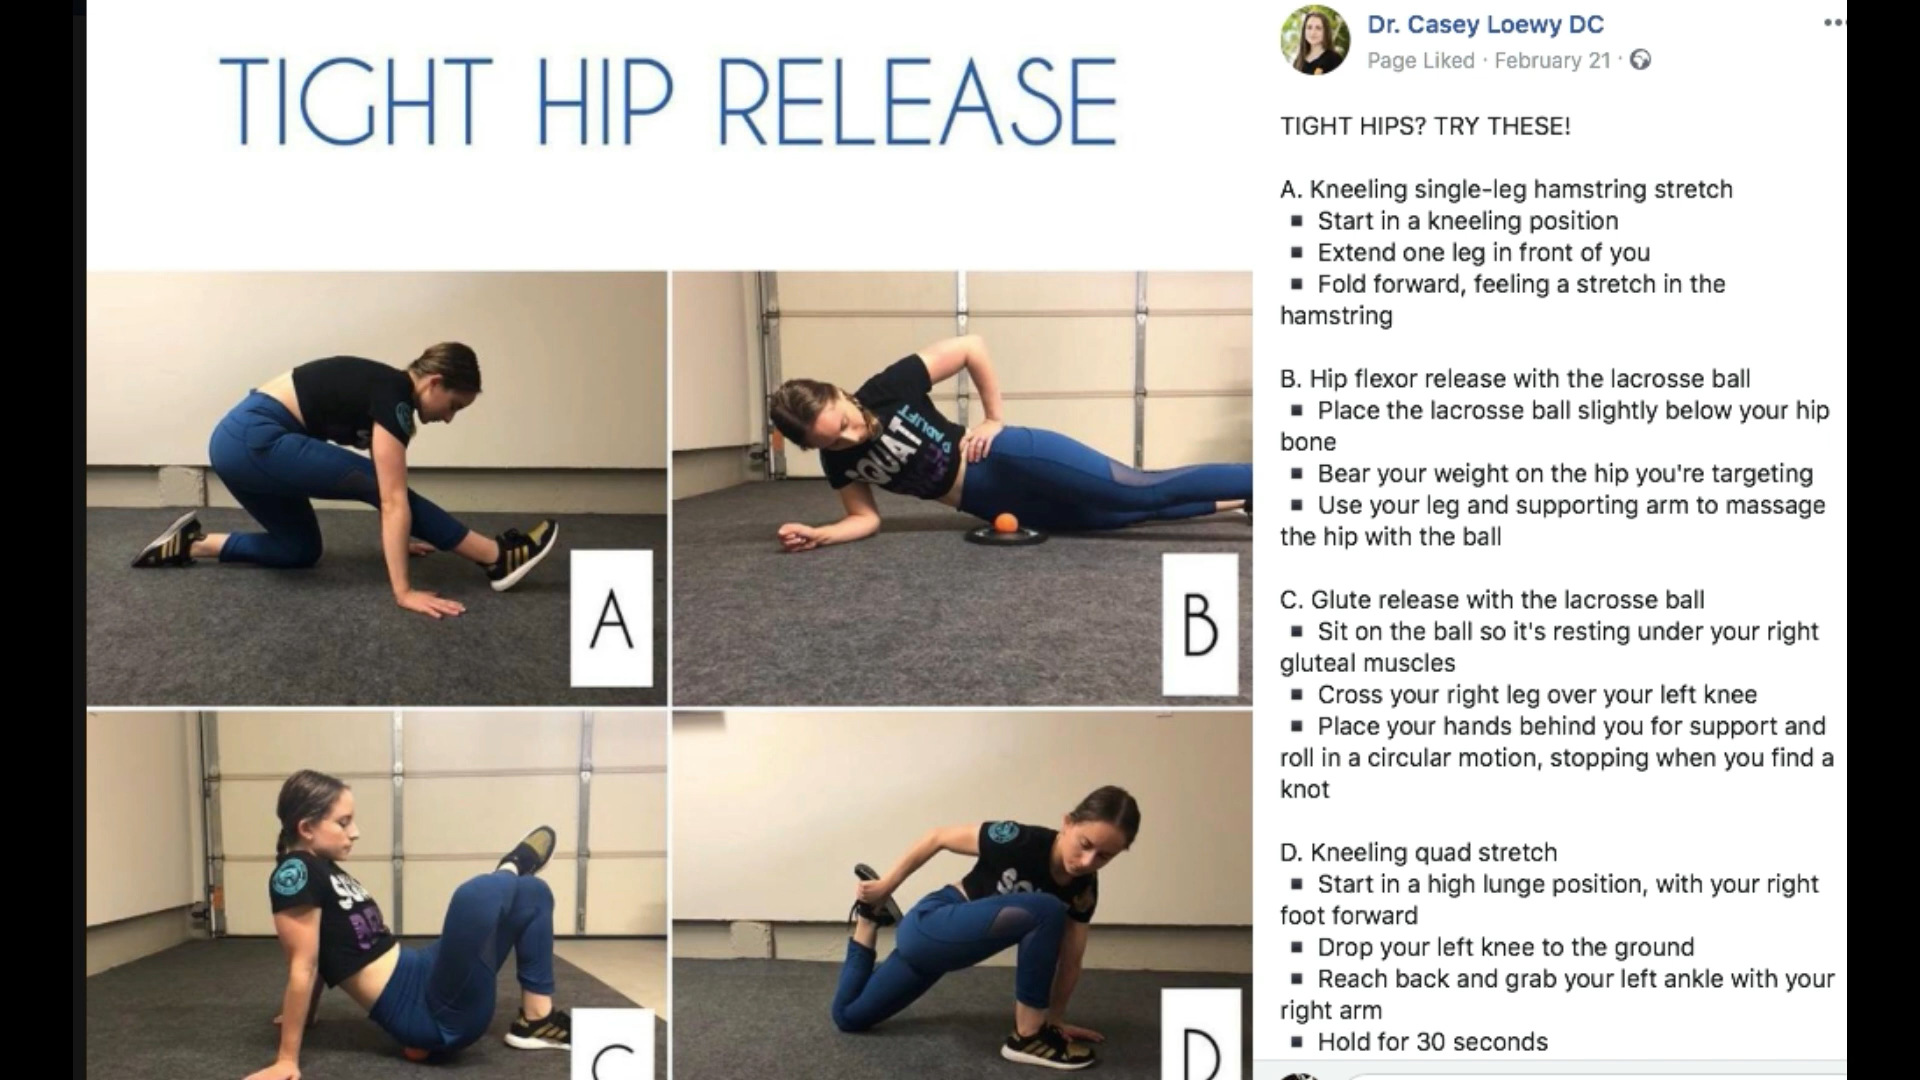 TIGHT HIP RELEASE
A
B
C
D
SQUAT
Dr. Casey Loewy DC
Page Liked · February 21 ·
TIGHT HIPS? TRY THESE!
A. Kneeling single-leg hamstring stretch
▪ Start in a kneeling position
▪ Extend one leg in front of you
▪ Fold forward, feeling a stretch in the
hamstring
B. Hip flexor release with the lacrosse ball
▪ Place the lacrosse ball slightly below your hip
bone
▪ Bear your weight on the hip you're targeting
▪ Use your leg and supporting arm to massage
the hip with the ball
C. Glute release with the lacrosse ball
▪ Sit on the ball so it's resting under your right
gluteal muscles
▪ Cross your right leg over your left knee
▪ Place your hands behind you for support and
roll in a circular motion, stopping when you find a
knot
D. Kneeling quad stretch
▪ Start in a high lunge position, with your right
foot forward
▪ Drop your left knee to the ground
▪ Reach back and grab your left ankle with your
right arm
▪ Hold for 30 seconds